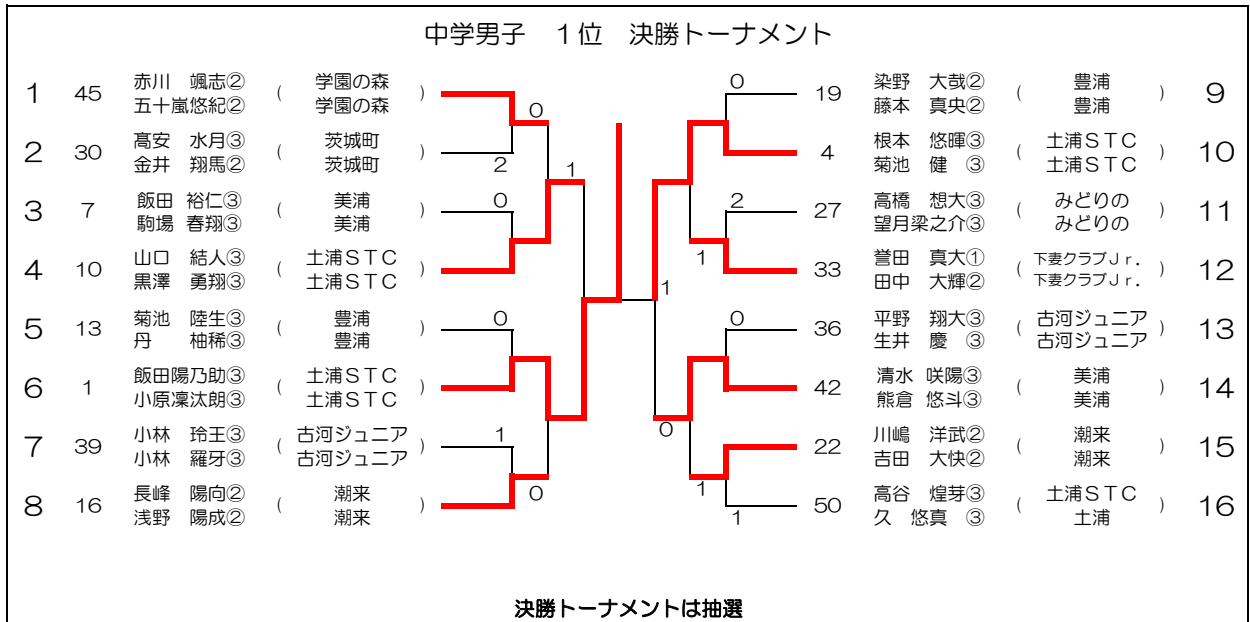 中学男子 １位 決勝トーナメント
1 45 赤川 颯志② ( 学園の森 )
五十嵐悠紀② 学園の森
0
2 30 髙安 水月③ ( 茨城町 )
金井 翔馬② 茨城町
2
1
3 7 飯田 裕仁③ ( 美浦 )
駒場 春翔③ 美浦
0
4 10 山口 結人③ ( 土浦ＳＴＣ )
黒澤 勇翔③ 土浦ＳＴＣ
5 13 菊池 陸生③ ( 豊浦 )
丹 柚稀③ 豊浦
0
6 1 飯田陽乃助③ ( 土浦ＳＴＣ )
小原凜汰朗③ 土浦ＳＴＣ
7 39 小林 玲王③ ( 古河ジュニア )
小林 羅牙③ 古河ジュニア
1
0
8 16 長峰 陽向② ( 潮来 )
浅野 陽成② 潮来
0
19 染野 大哉② ( 豊浦 ) 9
藤本 真央② 豊浦
4 根本 悠暉③ ( 土浦ＳＴＣ ) 10
菊池 健 ③ 土浦ＳＴＣ
2
27 高橋 想大③ ( みどりの ) 11
望月梁之介③ みどりの
1
33 誉田 真大① ( 下妻クラブＪｒ． ) 12
田中 大輝② 下妻クラブＪｒ．
1
0
36 平野 翔大③ ( 古河ジュニア ) 13
生井 慶 ③ 古河ジュニア
42 清水 咲陽③ ( 美浦 ) 14
熊倉 悠斗③ 美浦
0
22 川嶋 洋武② ( 潮来 ) 15
吉田 大快② 潮来
1
50 高谷 煌芽③ ( 土浦ＳＴＣ ) 16
久 悠真 ③ 土浦
1
決勝トーナメントは抽選